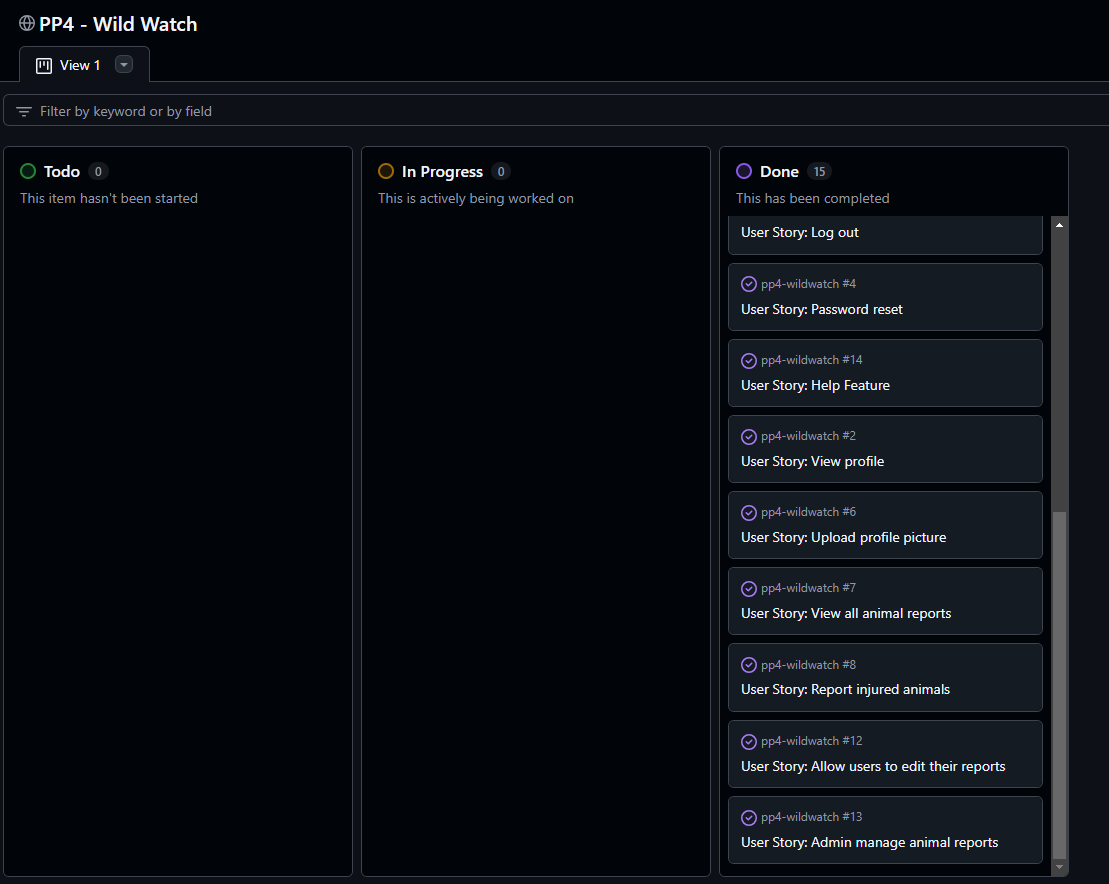 PP4 - Wild Watch
View 1
Filter by keyword or by field
Todo 0
This item hasn't been started
In Progress 0
This is actively being worked on
Done 15
This has been completed
User Story: Log out
pp4-wildwatch #4
User Story: Password reset
pp4-wildwatch #14
User Story: Help Feature
pp4-wildwatch #2
User Story: View profile
pp4-wildwatch #6
User Story: Upload profile picture
pp4-wildwatch #7
User Story: View all animal reports
pp4-wildwatch #8
User Story: Report injured animals
pp4-wildwatch #12
User Story: Allow users to edit their reports
pp4-wildwatch #13
User Story: Admin manage animal reports